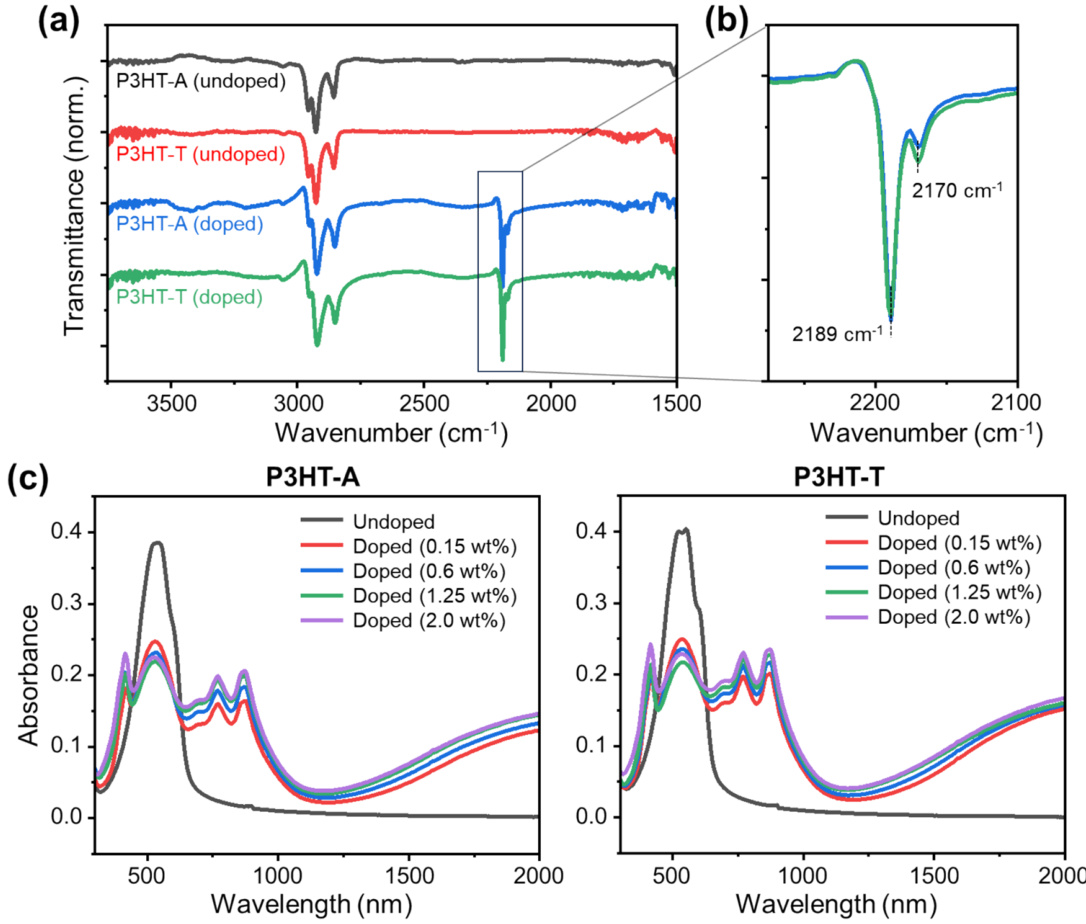 (a)
(b)
Transmittance (norm.)
P3HT-A (undoped)
P3HT-T (undoped)
P3HT-A (doped)
P3HT-T (doped)
3500 3000 2500 2000 1500
Wavenumber (cm-1)
2170 cm-1
2189 cm-1
2200 2100
Wavenumber (cm-1)
(c)
P3HT-A
Absorbance
0.4
0.3
0.2
0.1
0.0
Undoped
Doped (0.15 wt%)
Doped (0.6 wt%)
Doped (1.25 wt%)
Doped (2.0 wt%)
500 1000 1500 2000
Wavelength (nm)
P3HT-T
0.4
0.3
0.2
0.1
0.0
Undoped
Doped (0.15 wt%)
Doped (0.6 wt%)
Doped (1.25 wt%)
Doped (2.0 wt%)
500 1000 1500 2000
Wavelength (nm)